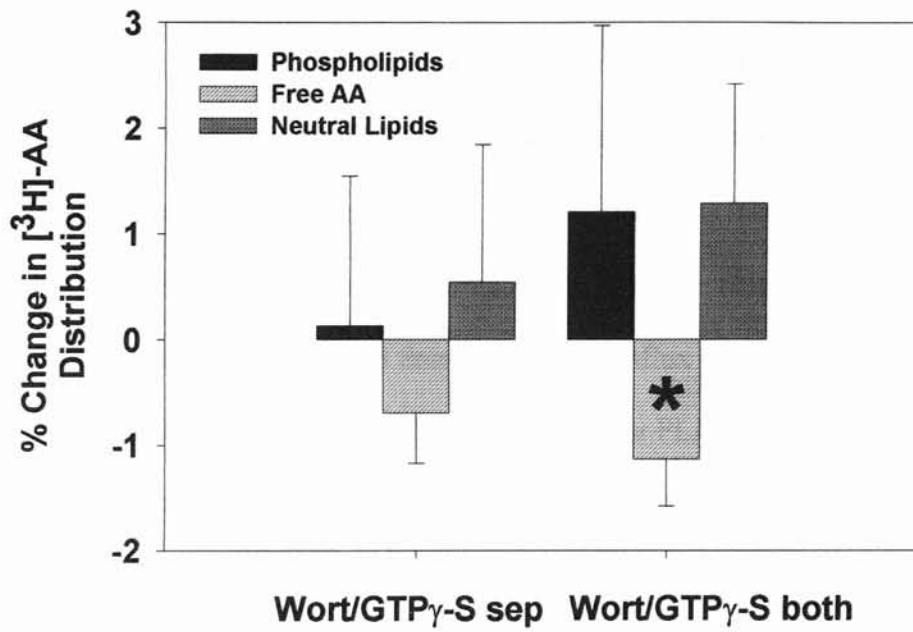 3
Phospholipids
Free AA
Neutral Lipids
2
1
0
-1
-2
% Change in [³H]-AA
Distribution
*
Wort/GTPγ-S sep Wort/GTPγ-S both